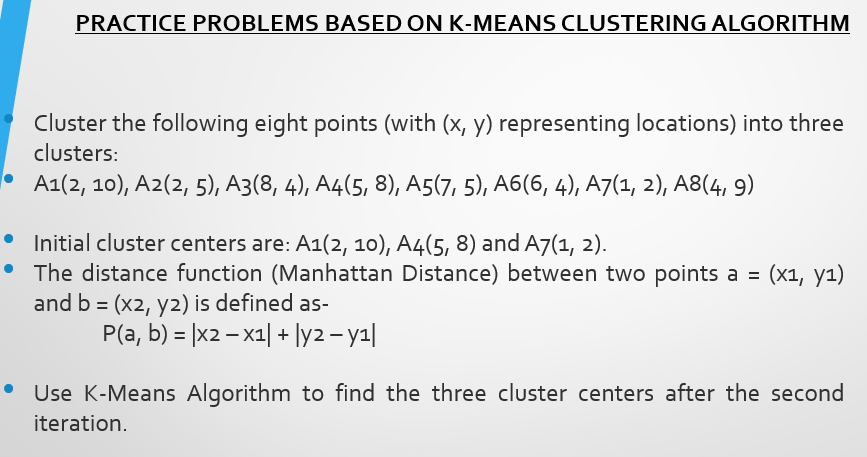 PRACTICE PROBLEMS BASED ON K-MEANS CLUSTERING ALGORITHM
• Cluster the following eight points (with (x, y) representing locations) into three
clusters:
• A1(2, 10), A2(2, 5), A3(8, 4), A4(5, 8), A5(7, 5), A6(6, 4), A7(1, 2), A8(4, 9)
• Initial cluster centers are: A1(2, 10), A4(5, 8) and A7(1, 2).
• The distance function (Manhattan Distance) between two points a = (x1, y1)
and b = (x2, y2) is defined as-
P(a, b) = |x2 – x1| + |y2 – y1|
• Use K-Means Algorithm to find the three cluster centers after the second
iteration.